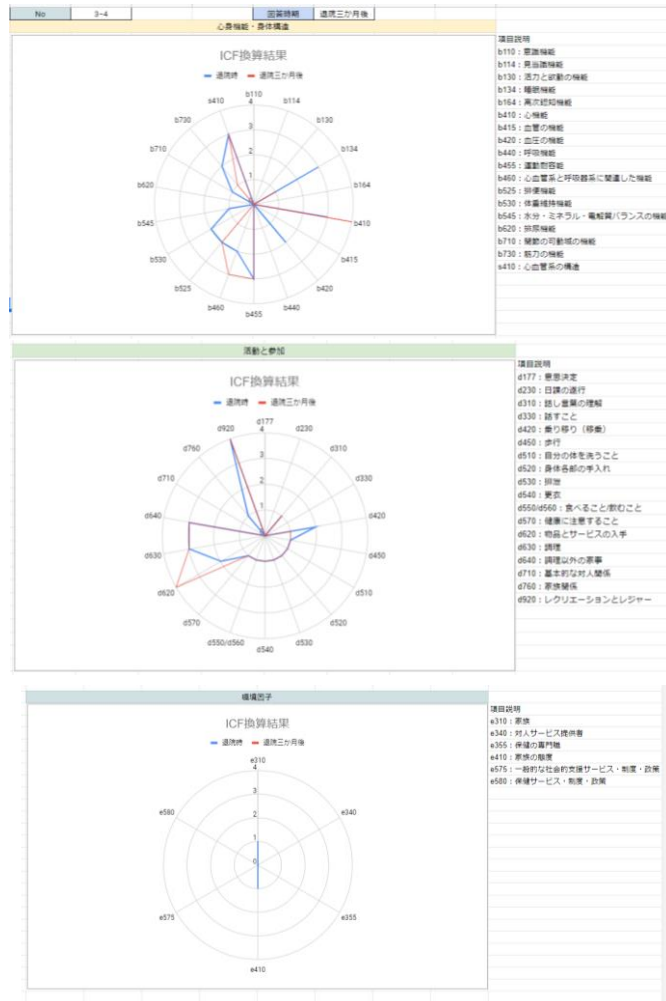 No 3-4 回答時期 退院三か月後
心身機能・身体構造
ICF換算結果
退院時 退院三か月後
b110
b114
b130
b134
b164
b410
b415
b420
b440
b455
b460
b525
b530
b545
b620
b710
b730
s410
4
3
2
1
項目説明
b110：意識機能
b114：見当識機能
b130：活力と欲動の機能
b134：睡眠機能
b164：高次認知機能
b410：心機能
b415：血管の機能
b420：血圧の機能
b440：呼吸機能
b455：運動耐容能
b460：心血管系と呼吸器系に関連した機能
b525：排便機能
b530：体重維持機能
b545：水分・ミネラル・電解質バランスの機能
b620：排尿機能
b710：関節の可動域の機能
b730：筋力の機能
s410：心血管系の構造
活動と参加
ICF換算結果
退院時 退院三か月後
d177
d230
d310
d330
d420
d450
d510
d520
d530
d540
d550/d560
d570
d620
d630
d640
d710
d760
d920
4
3
2
1
項目説明
d177：意思決定
d230：日課の遂行
d310：話し言葉の理解
d330：話すこと
d420：乗り移り（移乗）
d450：歩行
d510：自分の体を洗うこと
d520：身体各部の手入れ
d530：排泄
d540：更衣
d550/d560：食べること/飲むこと
d570：健康に注意すること
d620：物品とサービスの入手
d630：調理
d640：調理以外の家事
d710：基本的な対人関係
d760：家族関係
d920：レクリエーションとレジャー
環境因子
ICF換算結果
退院時 退院三か月後
e310
e340
e355
e410
e575
e580
4
3
2
1
0
項目説明
e310：家族
e340：対人サービス提供者
e355：保健の専門職
e410：家族の態度
e575：一般的な社会的支援サービス・制度・政策
e580：保健サービス・制度・政策